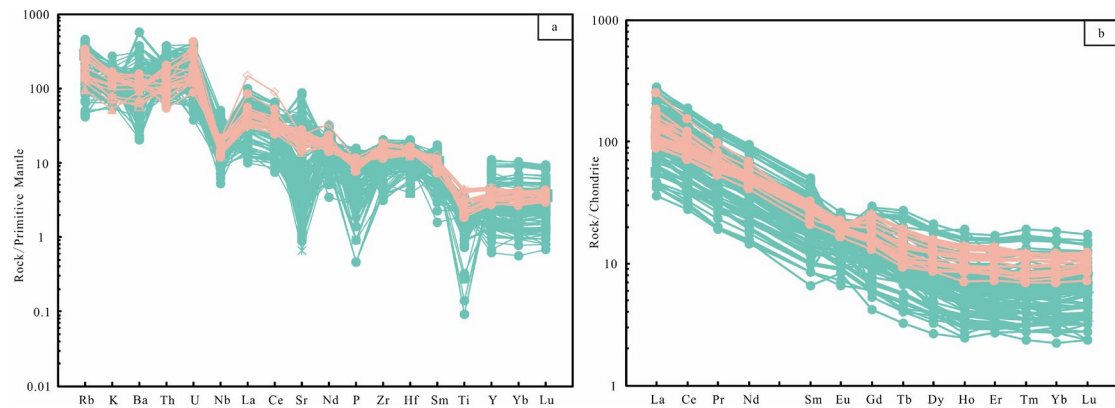 a
Rock/Primitive Mantle
1000
100
10
1
0.1
0.01
Rb K Ba Th U Nb La Ce Sr Nd P Zr Hf Sm Ti Y Yb Lu
b
Rock/Chondrite
1000
100
10
1
La Ce Pr Nd Sm Eu Gd Tb Dy Ho Er Tm Yb Lu